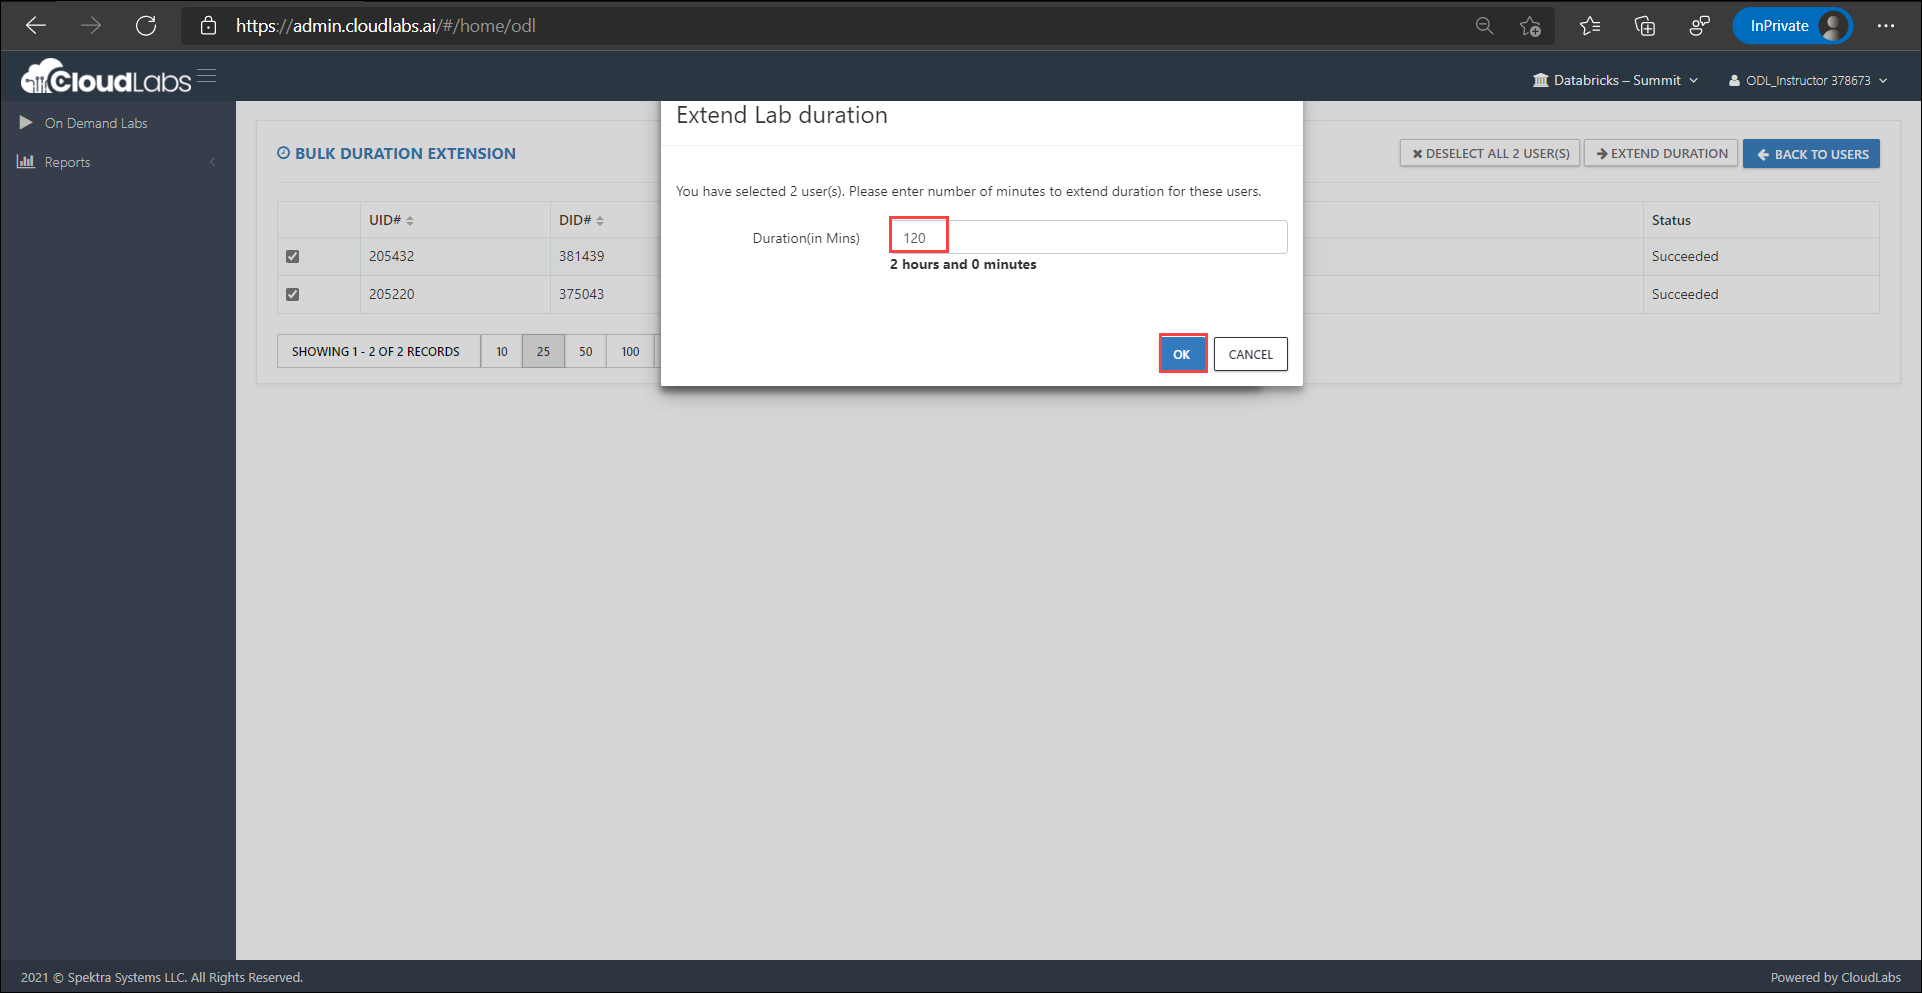 https://admin.cloudlabs.ai/#/home/odl
InPrivate
CloudLabs
Databricks – Summit
ODL_Instructor 378673
On Demand Labs
Reports
Extend Lab duration
BULK DURATION EXTENSION
DESELECT ALL 2 USER(S)
EXTEND DURATION
BACK TO USERS
You have selected 2 user(s). Please enter number of minutes to extend duration for these users.
UID#
DID#
Status
Duration(in Mins)
120
2 hours and 0 minutes
205432
381439
Succeeded
205220
375043
Succeeded
SHOWING 1 - 2 OF 2 RECORDS
10
25
50
100
OK
CANCEL
2021 © Spektra Systems LLC. All Rights Reserved.
Powered by CloudLabs